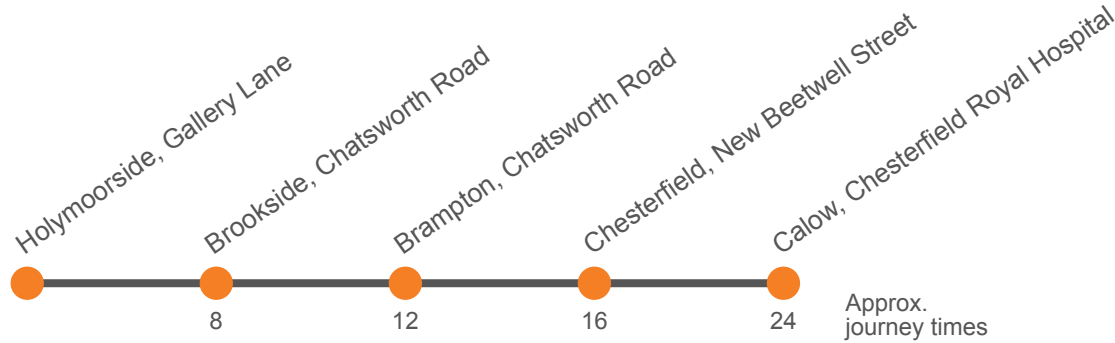 Holymoorside, Gallery Lane
Brookside, Chatsworth Road
Brampton, Chatsworth Road
Chesterfield, New Beetwell Street
Calow, Chesterfield Royal Hospital
8
12
16
24
Approx.
journey times